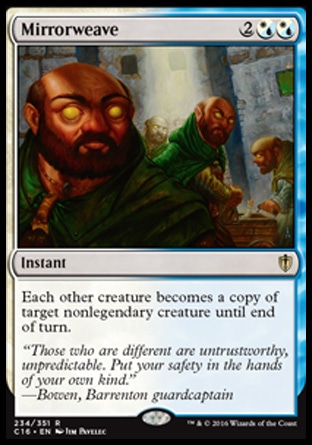 Mirrorweave 2
Instant
Each other creature becomes a copy of
target nonlegendary creature until end
of turn.
“Those who are different are untrustworthy,
unpredictable. Put your safety in the hands
of your own kind.”
—Bowen, Barrenton guardcaptain
234/351 R
C16 • EN Jim Pavelec ™ & © 2016 Wizards of the Coast